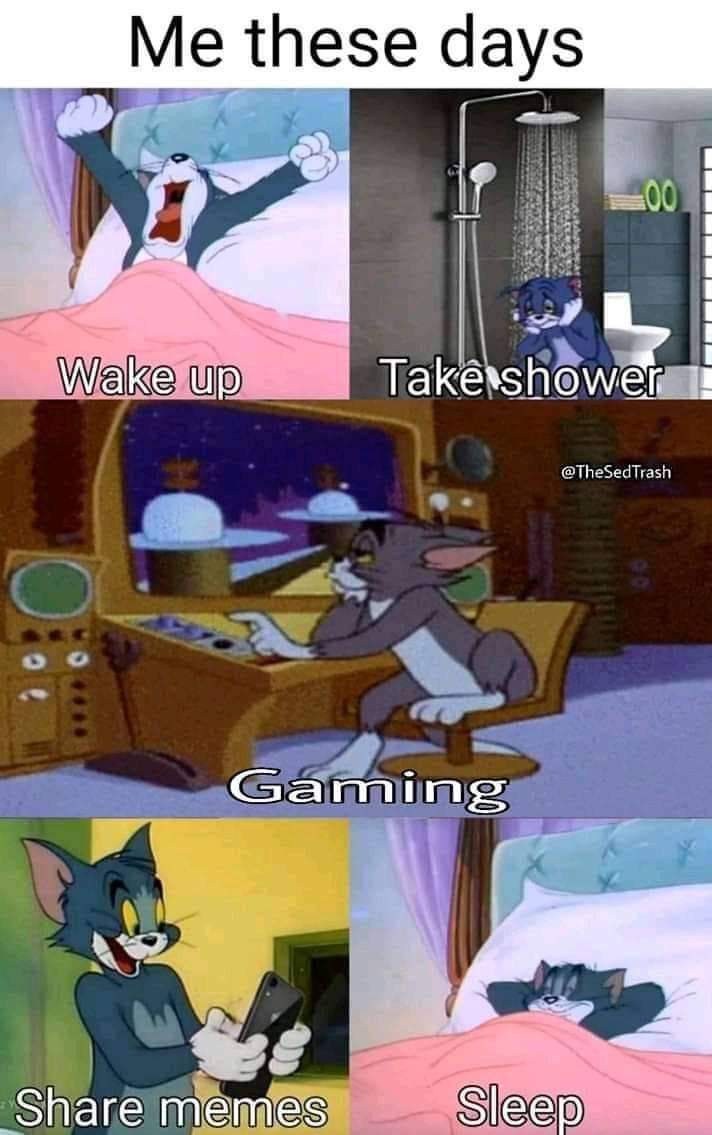 Me these days
Wake up
Take shower
@TheSedTrash
Gaming
Share memes
Sleep